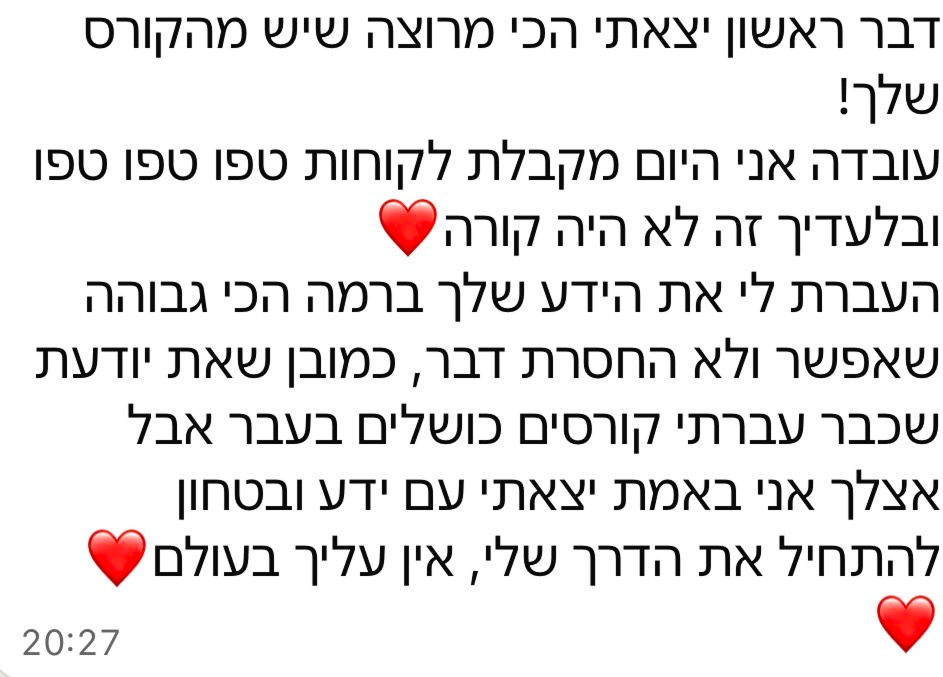 דבר ראשון יצאתי הכי מרוצה שיש מהקורס
שלך!
עובדה אני היום מקבלת לקוחות טפו טפו טפו
ובלעדיך זה לא היה קורה❤️
העברת לי את הידע שלך ברמה הכי גבוהה
שאפשר ולא החסרת דבר, כמובן שאת יודעת
שכבר עברתי קורסים כושלים בעבר אבל
אצלך אני באמת יצאתי עם ידע ובטחון
להתחיל את הדרך שלי, אין עליך בעולם❤️
❤️
20:27